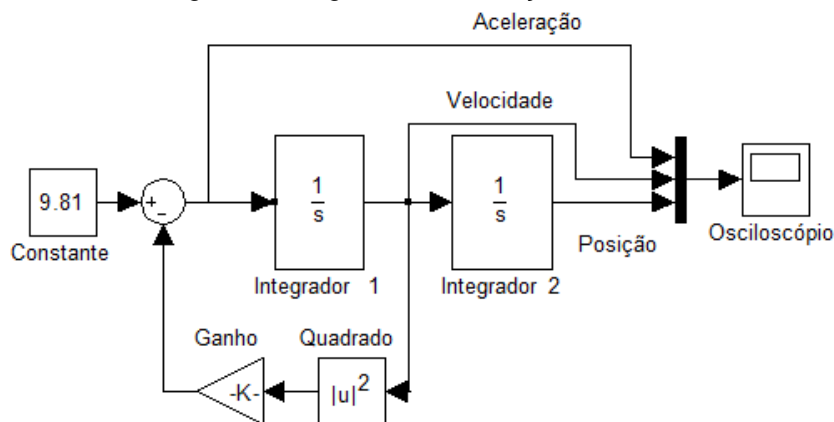 Aceleração
Velocidade
9.81
+
−
1
s
1
s
Constante
Integrador 1
Integrador 2
Posição
Osciloscópio
Ganho
Quadrado
-K-
|u|²